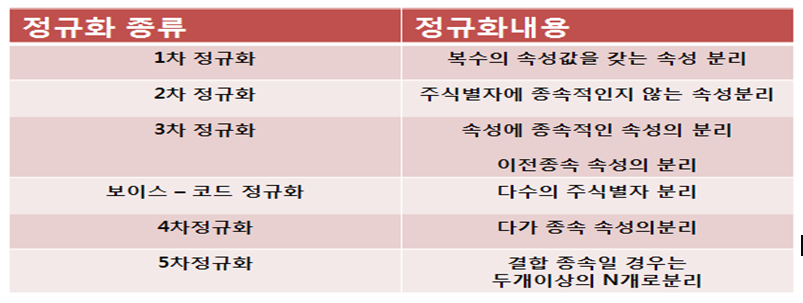 정규화 종류 정규화내용
1차 정규화 복수의 속성값을 갖는 속성 분리
2차 정규화 주식별자에 종속적인지 않는 속성분리
3차 정규화 속성에 종속적인 속성의 분리
이전종속 속성의 분리
보이스 – 코드 정규화 다수의 주식별자 분리
4차정규화 다가 종속 속성의분리
5차정규화 결합 종속일 경우는
두개이상의 N개로분리